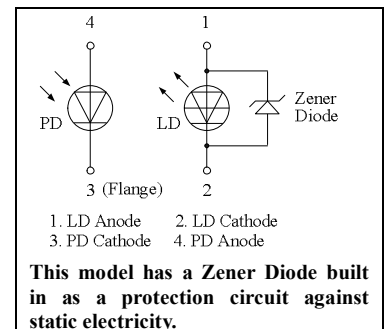 4 1
PD LD Zener
Diode
3 (Flange) 2
1. LD Anode 2. LD Cathode
3. PD Cathode 4. PD Anode
This model has a Zener Diode built
in as a protection circuit against
static electricity.